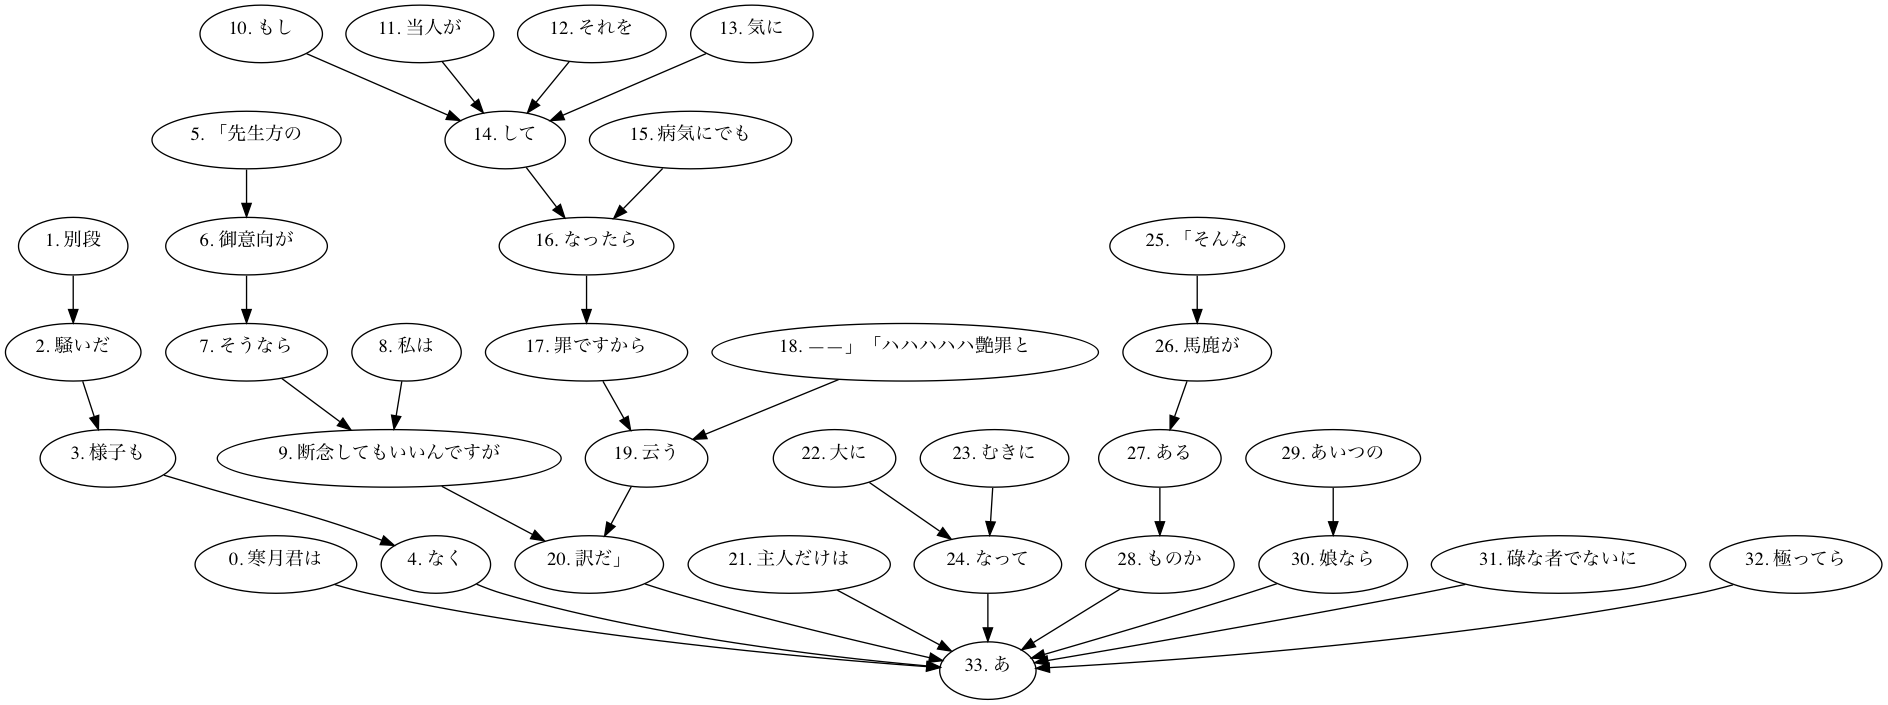 10. もし
11. 当人が
12. それを
13. 気に
5. 「先生方の
14. して
15. 病気にでも
1. 別段
6. 御意向が
16. なったら
25. 「そんな
2. 騒いだ
7. そうなら
8. 私は
17. 罪ですから
18. ——」「ハハハハハ艶罪と
26. 馬鹿が
3. 様子も
9. 断念してもいいんですが
19. 云う
22. 大に
23. むきに
27. ある
29. あいつの
0. 寒月君は
4. なく
20. 訳だ」
21. 主人だけは
24. なって
28. ものか
30. 娘なら
31. 碌な者でないに
32. 極ってら
33. あ